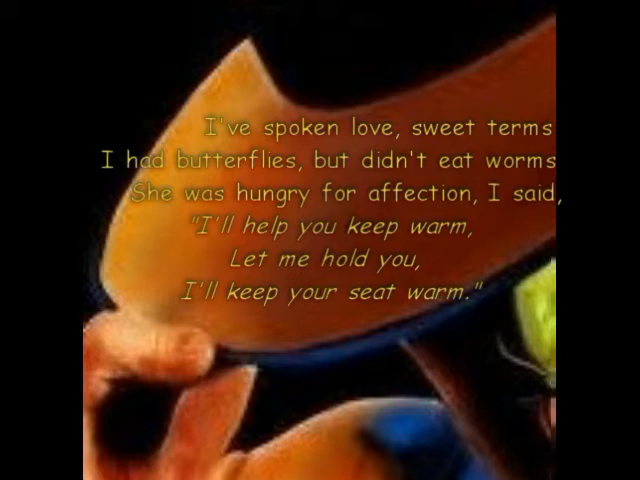 I've spoken love, sweet terms
I had butterflies, but didn't eat worms
She was hungry for affection, I said,
"I'll help you keep warm,
Let me hold you,
I'll keep your seat warm."